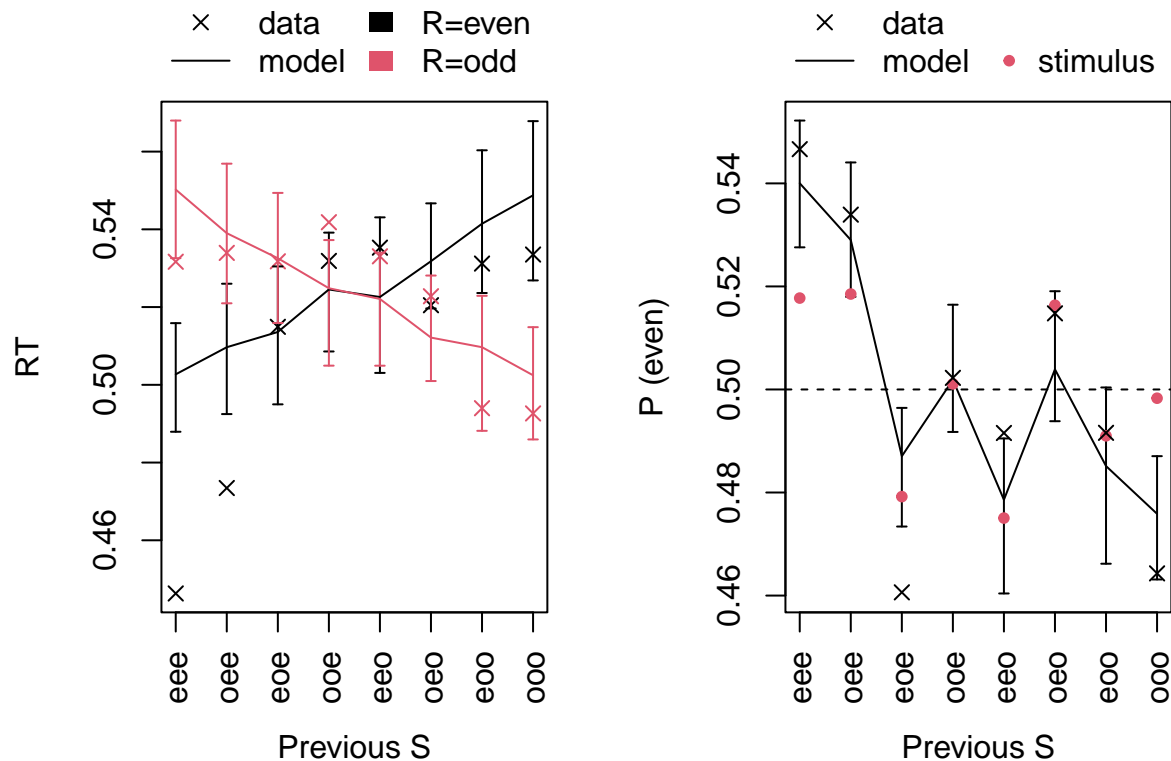 data R=even
model R=odd
RT
0.54
0.50
0.46
eee oee eoe ooe eeo oeo eoo ooo
Previous S
data
model stimulus
P (even)
0.54
0.52
0.50
0.48
0.46
eee oee eoe ooe eeo oeo eoo ooo
Previous S